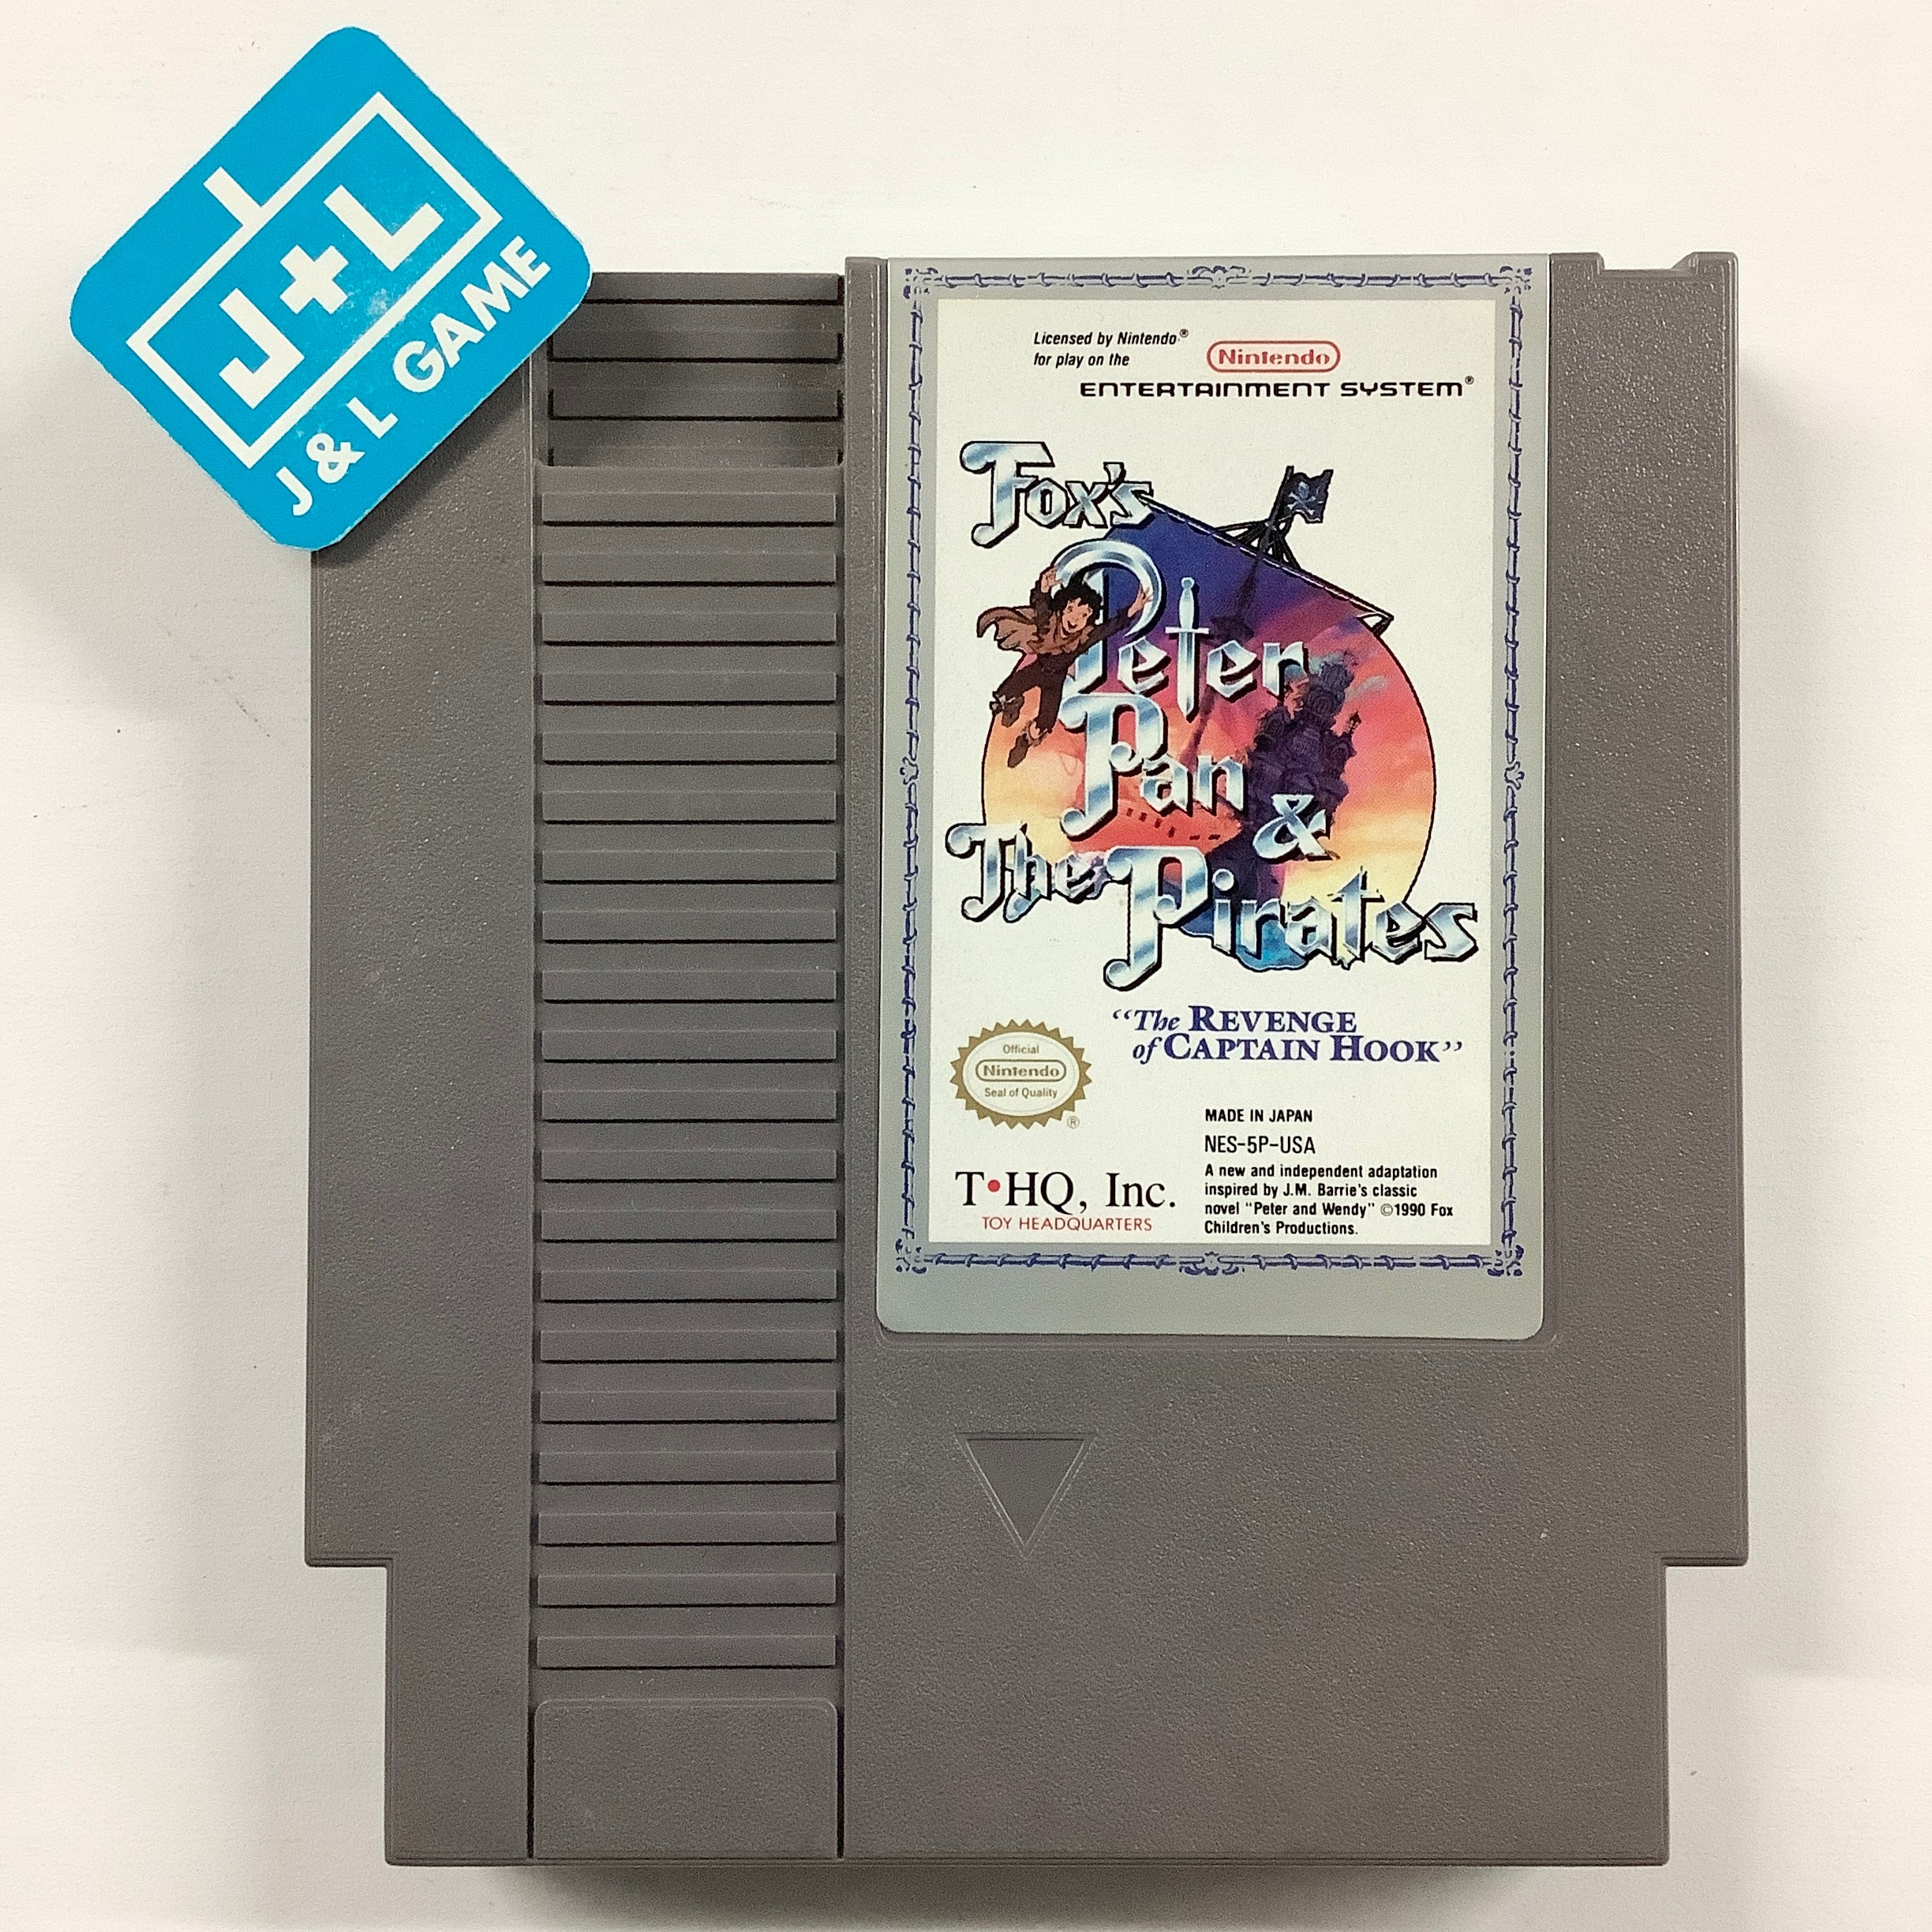 J+L
J & L GAME
Licensed by Nintendo®
for play on the
Nintendo
ENTERTAINMENT SYSTEM®
Fox's
Peter
Pan
&
The Pirates
“The REVENGE
of CAPTAIN HOOK”
Official
Nintendo
Seal of Quality
®
MADE IN JAPAN
NES-5P-USA
A new and independent adaptation
inspired by J.M. Barrie's classic
novel "Peter and Wendy" ©1990 Fox
Children's Productions.
T•HQ, Inc.
TOY HEADQUARTERS